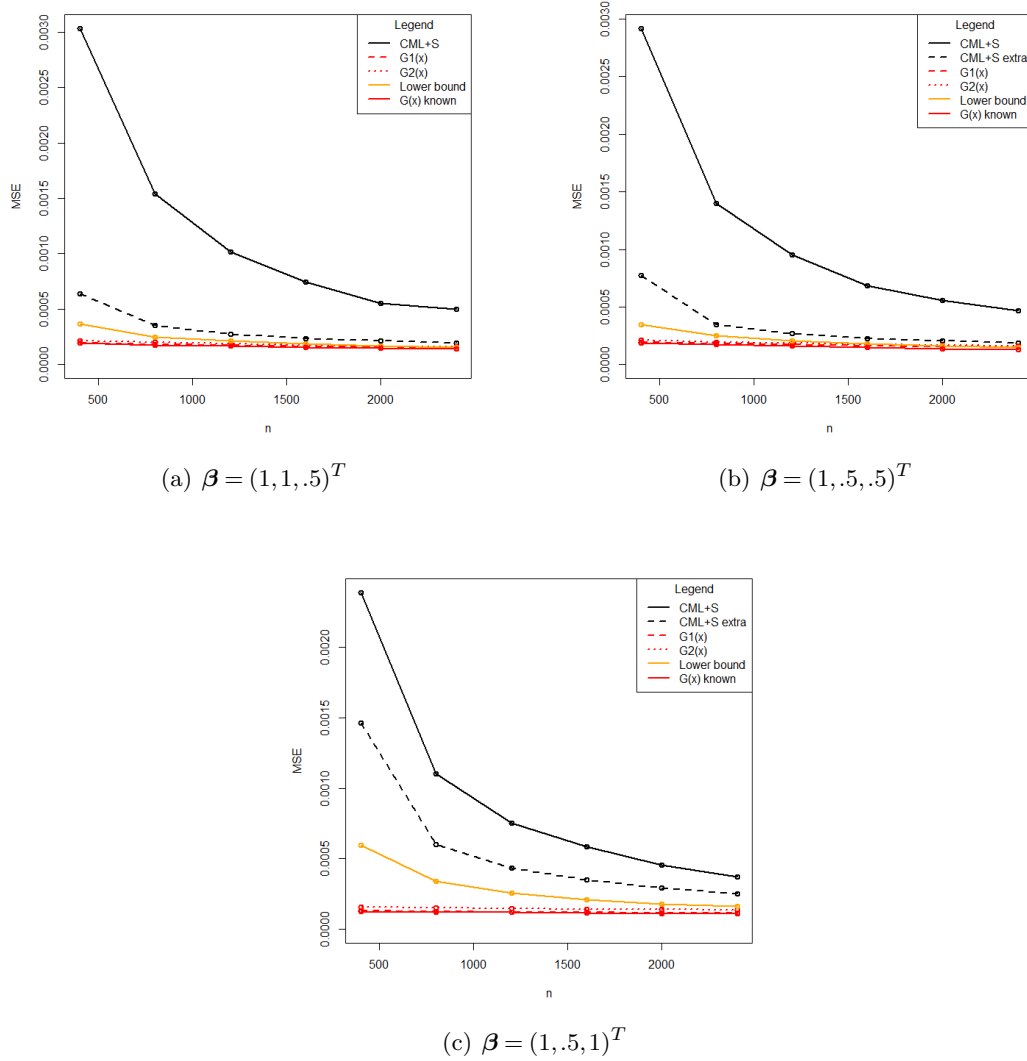 Legend
CML+S
G1(x)
G2(x)
Lower bound
G(x) known
MSE
0.0000 0.0005 0.0010 0.0015 0.0020 0.0025 0.0030
500 1000 1500 2000
n
(a) β = (1, 1, .5)^T
Legend
CML+S
CML+S extra
G1(x)
G2(x)
Lower bound
G(x) known
MSE
0.0000 0.0005 0.0010 0.0015 0.0020 0.0025 0.0030
500 1000 1500 2000
n
(b) β = (1, .5, .5)^T
Legend
CML+S
CML+S extra
G1(x)
G2(x)
Lower bound
G(x) known
MSE
0.0000 0.0005 0.0010 0.0015 0.0020
500 1000 1500 2000
n
(c) β = (1, .5, 1)^T